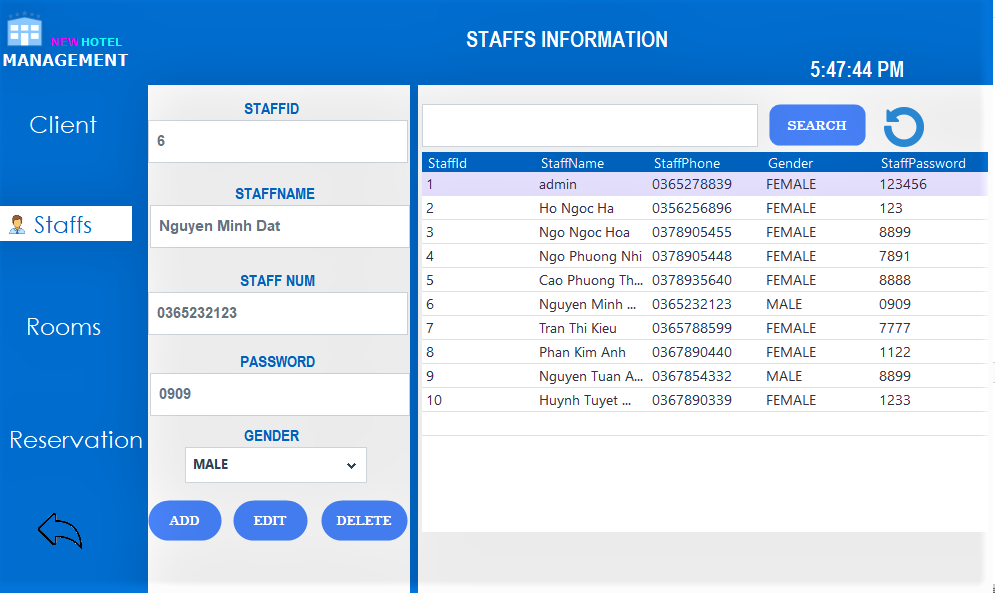 NEW HOTEL
MANAGEMENT
STAFFS INFORMATION
5:47:44 PM
Client
Staffs
Rooms
Reservation
STAFFID
6
STAFFNAME
Nguyen Minh Dat
STAFF NUM
0365232123
PASSWORD
0909
GENDER
MALE
ADD EDIT DELETE
SEARCH
StaffId StaffName StaffPhone Gender StaffPassword
1 admin 0365278839 FEMALE 123456
2 Ho Ngoc Ha 0356256896 FEMALE 123
3 Ngo Ngoc Hoa 0378905455 FEMALE 8899
4 Ngo Phuong Nhi 0378905448 FEMALE 7891
5 Cao Phuong Th... 0378935640 FEMALE 8888
6 Nguyen Minh ... 0365232123 MALE 0909
7 Tran Thi Kieu 0365788599 FEMALE 7777
8 Phan Kim Anh 0367890440 FEMALE 1122
9 Nguyen Tuan A... 0367854332 MALE 8899
10 Huynh Tuyet ... 0367890339 FEMALE 1233